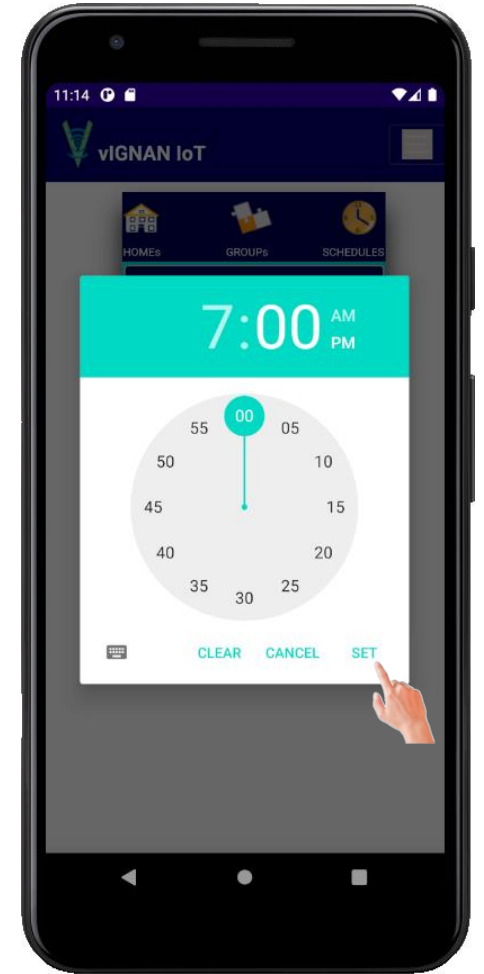 11:14
vIGNAN IoT
HOMEs GROUPs SCHEDULES
7:00 AM
PM
00
55 05
50 10
45 15
40 20
35 25
30
CLEAR CANCEL SET